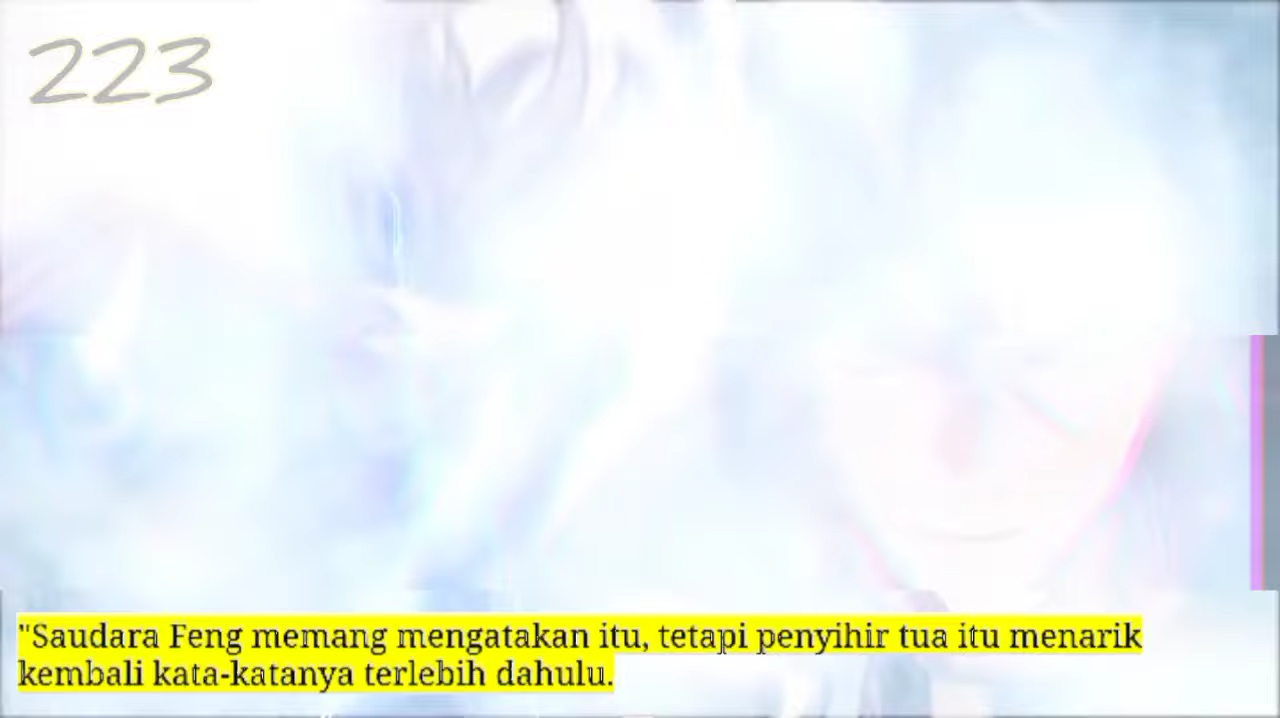 223
"Saudara Feng memang mengatakan itu, tetapi penyihir tua itu menarik
kembali kata-katanya terlebih dahulu.